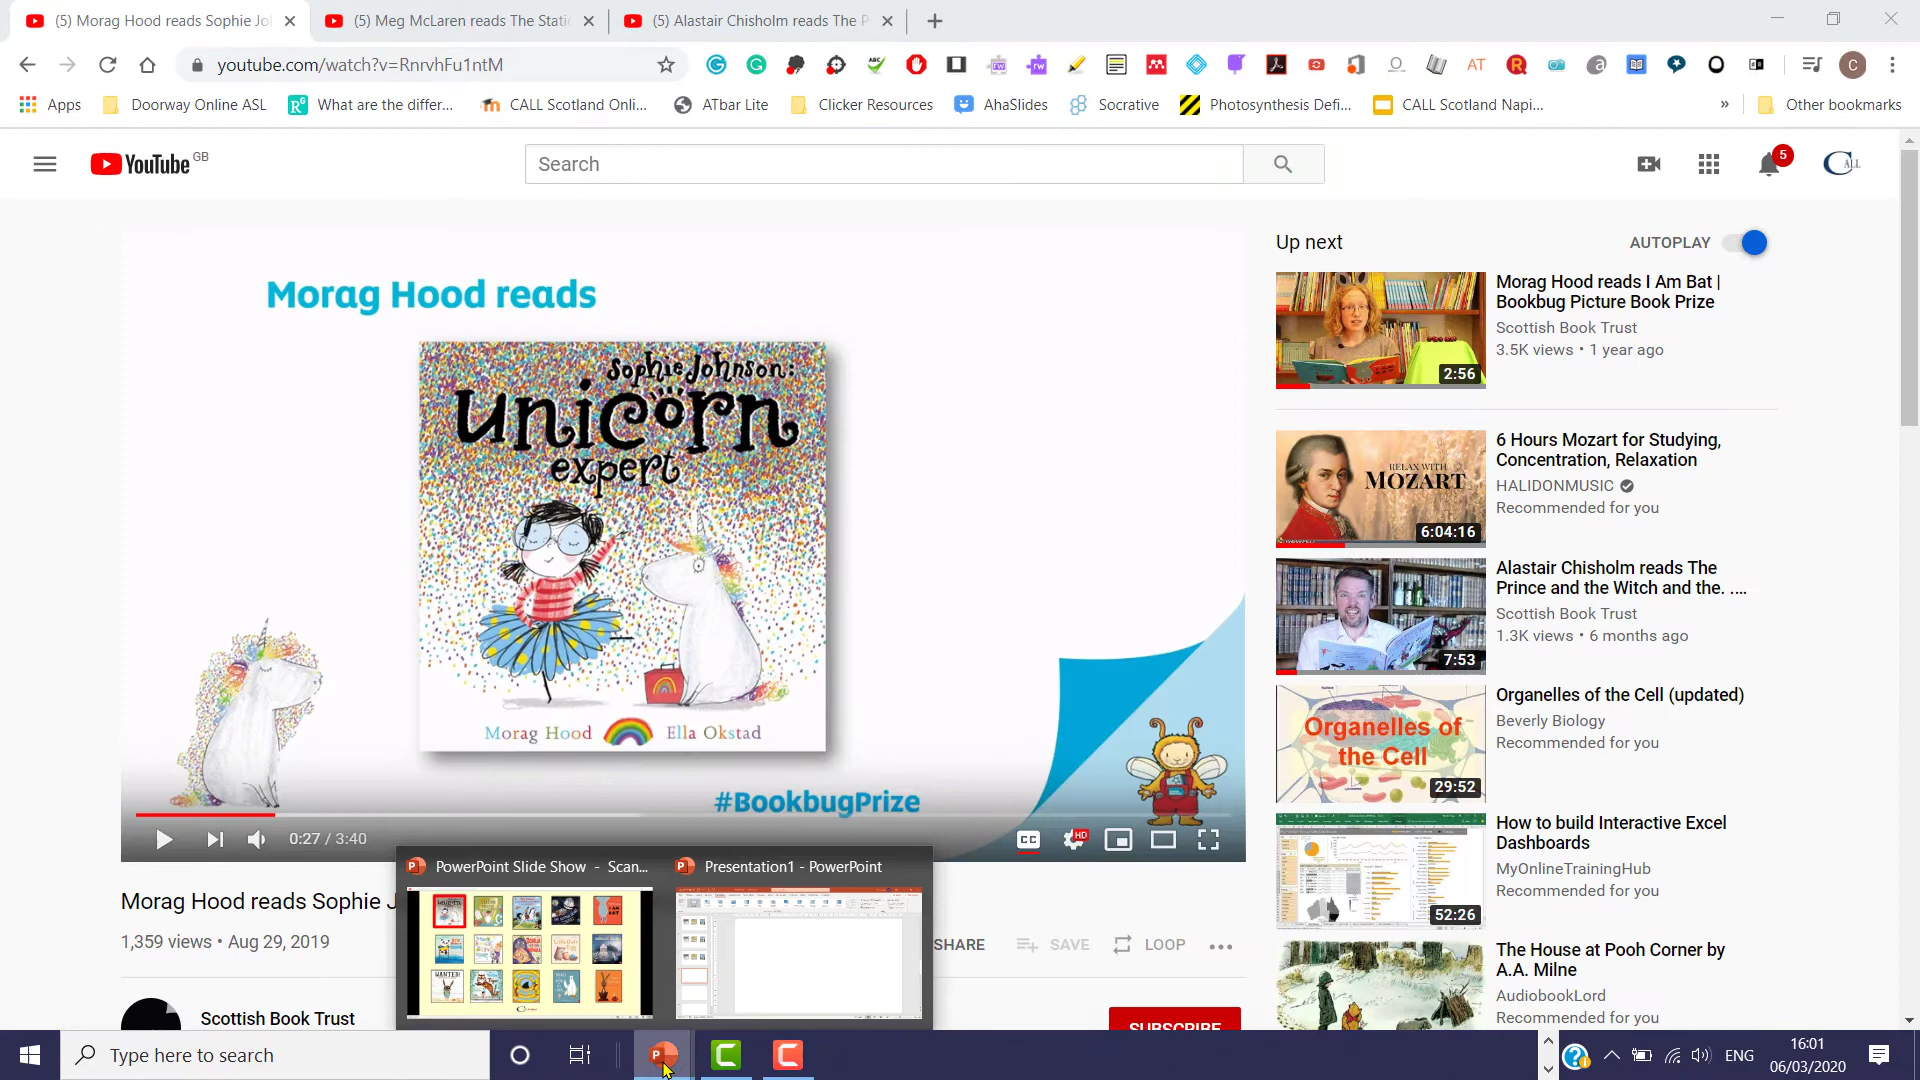 (5) Morag Hood reads Sophie Jo
(5) Meg McLaren reads The Stati
(5) Alastair Chisholm reads The P
youtube.com/watch?v=RnrvhFu1ntM
Apps
Doorway Online ASL
What are the differ...
CALL Scotland Onli...
ATbar Lite
Clicker Resources
AhaSlides
Socrative
Photosynthesis Defi...
CALL Scotland Napi...
»
Other bookmarks
YouTube GB
Search
5
CALL
Morag Hood reads
Sophie Johnson:
unicorn
expert
Morag Hood
Ella Okstad
#BookbugPrize
0:27 / 3:40
CC
HD
Up next
AUTOPLAY
Morag Hood reads I Am Bat |
Bookbug Picture Book Prize
Scottish Book Trust
3.5K views • 1 year ago
2:56
6 Hours Mozart for Studying,
Concentration, Relaxation
HALIDONMUSIC
Recommended for you
RELAX WITH
MOZART
6:04:16
Alastair Chisholm reads The
Prince and the Witch and the. ....
Scottish Book Trust
1.3K views • 6 months ago
7:53
Organelles of the Cell (updated)
Beverly Biology
Recommended for you
Organelles of
the Cell
29:52
How to build Interactive Excel
Dashboards
MyOnlineTrainingHub
Recommended for you
52:26
The House at Pooh Corner by
A.A. Milne
AudiobookLord
Recommended for you
PowerPoint Slide Show - Scan...
Presentation1 - PowerPoint
WANTED!
I AM BAT
Morag Hood reads Sophie J
1,359 views • Aug 29, 2019
SHARE
SAVE
LOOP
Scottish Book Trust
SUBSCRIBE
Type here to search
ENG
16:01
06/03/2020